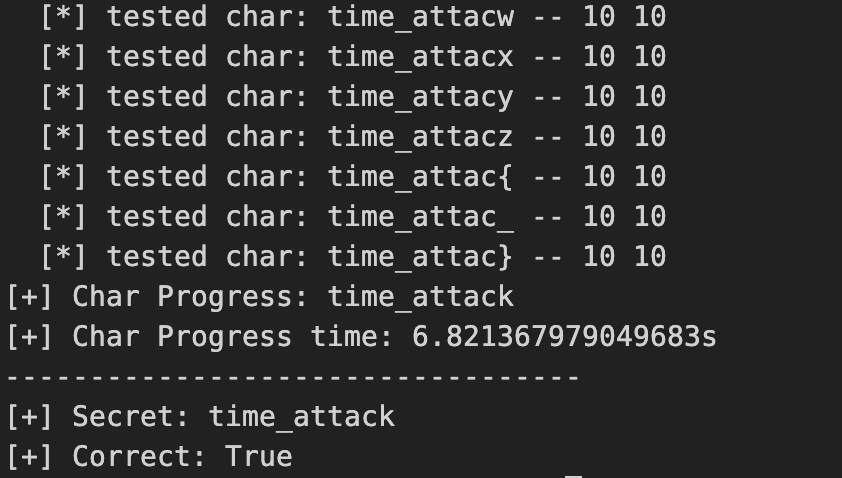 [*] tested char: time_attacw -- 10 10
[*] tested char: time_attacx -- 10 10
[*] tested char: time_attacy -- 10 10
[*] tested char: time_attacz -- 10 10
[*] tested char: time_attac{ -- 10 10
[*] tested char: time_attac_ -- 10 10
[*] tested char: time_attac} -- 10 10
[+] Char Progress: time_attack
[+] Char Progress time: 6.821367979049683s
----------------------------------
[+] Secret: time_attack
[+] Correct: True